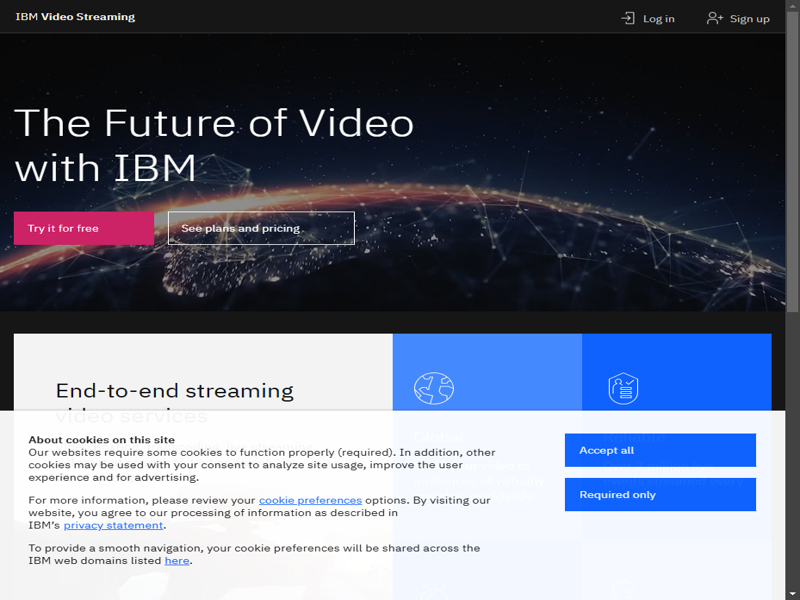 IBM Video Streaming
Log in
Sign up
The Future of Video
with IBM
Try it for free
See plans and pricing
End-to-end streaming
video services
Global
Reliable
About cookies on this site
Our websites require some cookies to function properly (required). In addition, other
cookies may be used with your consent to analyze site usage, improve the user
experience and for advertising.
For more information, please review your cookie preferences options. By visiting our
website, you agree to our processing of information as described in
IBM's privacy statement.
To provide a smooth navigation, your cookie preferences will be shared across the
IBM web domains listed here.
Accept all
Required only